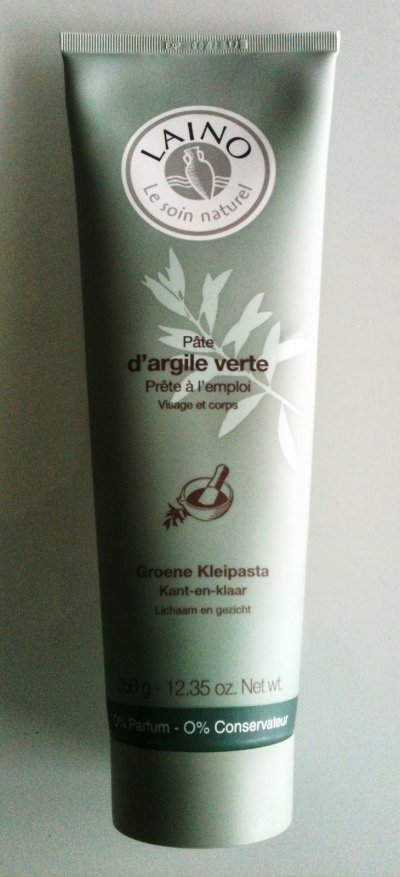 LAINO
Le soin naturel
Pâte
d'argile verte
Prête à l'emploi
Visage et corps
Groene Kleipasta
Kant-en-klaar
Lichaam en gezicht
350 g - 12.35 oz. Net wt.
0% Parfum - 0% Conservateur